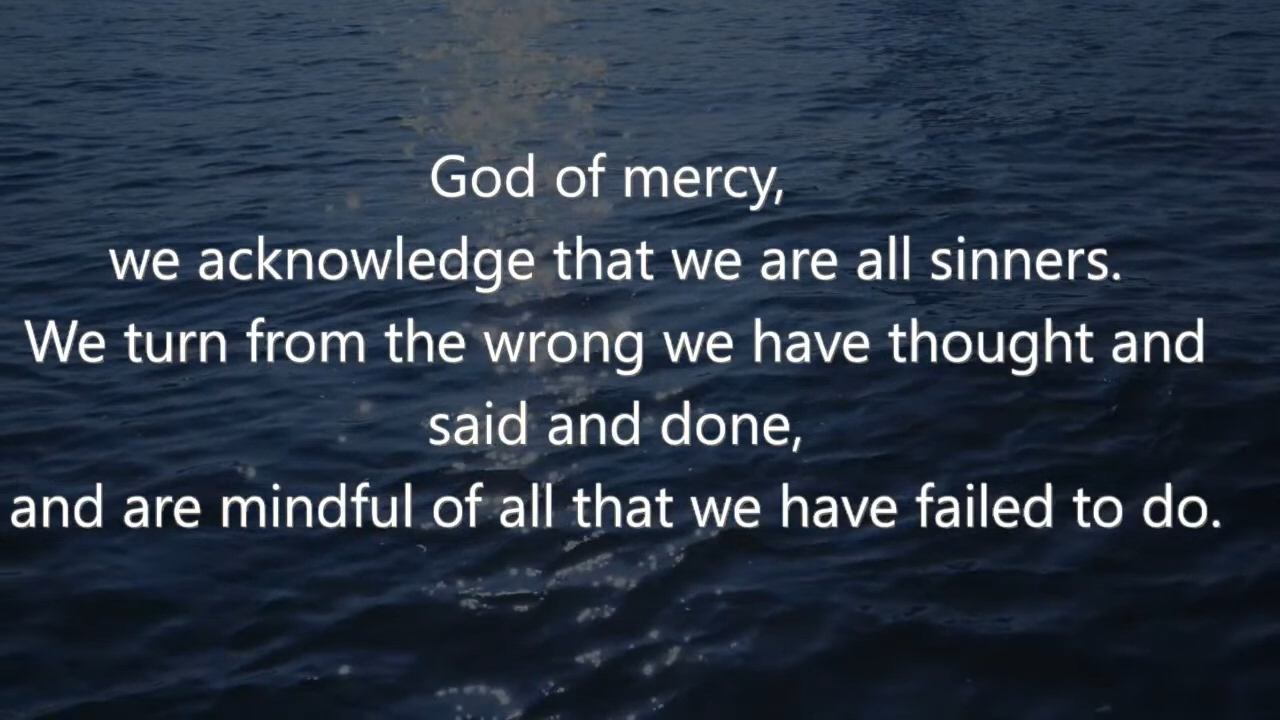 God of mercy,
we acknowledge that we are all sinners.
We turn from the wrong we have thought and
said and done,
and are mindful of all that we have failed to do.